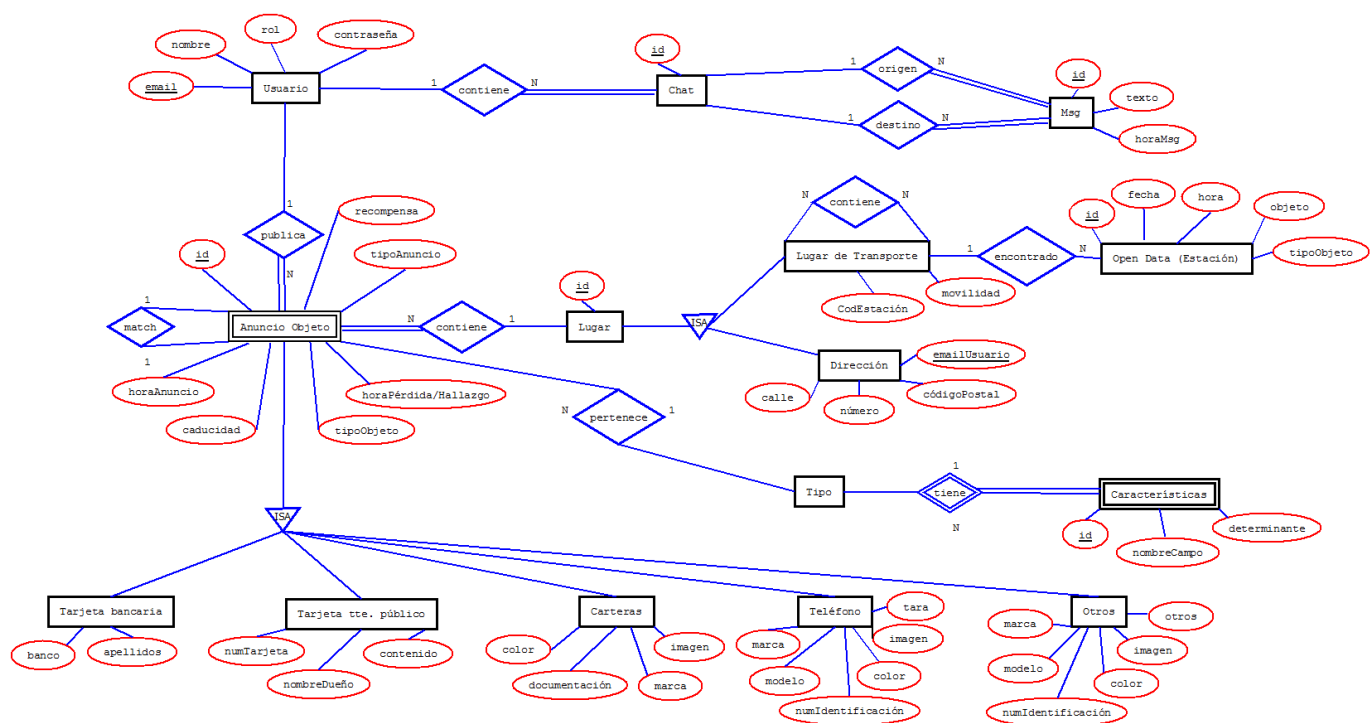 rol
contraseña
nombre
id
origen
id
1
N
email
Usuario
1
contiene
N
Chat
texto
Msg
1
destino
N
horaMsg
contiene
N
N
fecha
hora
objeto
id
recompensa
1
publica
tipoAnuncio
Lugar de Transporte
1
encontrado
N
Open Data (Estación)
tipoObjeto
id
N
id
CodEstación
movilidad
1
match
Anuncio Objeto
N
contiene
1
Lugar
ISA
1
emailUsuario
Dirección
horaAnuncio
horaPérdida/Hallazgo
calle
número
códigoPostal
caducidad
tipoObjeto
N
pertenece
1
1
Tipo
tiene
Características
N
id
determinante
nombreCampo
ISA
Tarjeta bancaria
Tarjeta tte. público
Carteras
Teléfono
tara
Otros
otros
banco
apellidos
numTarjeta
contenido
color
imagen
marca
imagen
marca
imagen
nombreDueño
documentación
marca
modelo
color
modelo
color
numIdentificación
numIdentificación